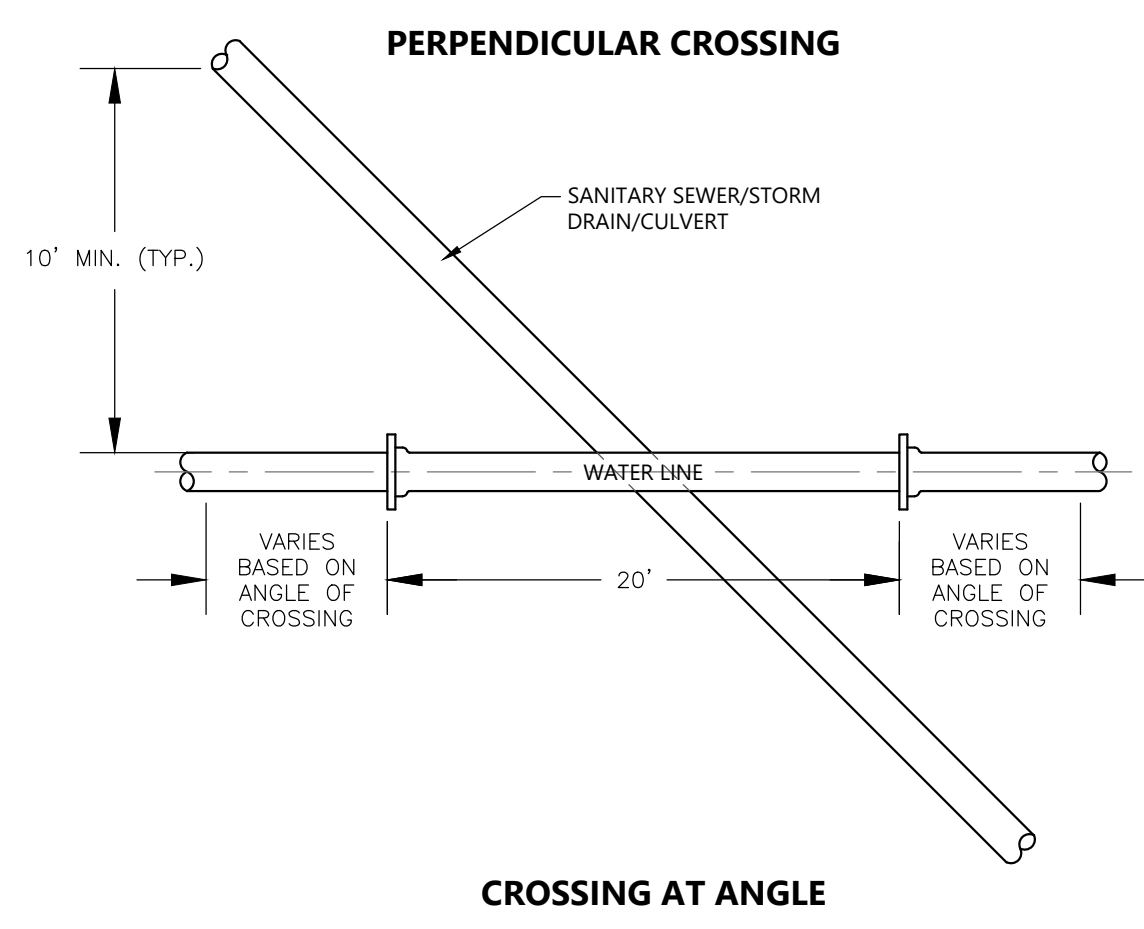 PERPENDICULAR CROSSING
SANITARY SEWER/STORM
DRAIN/CULVERT
10' MIN. (TYP.)
WATER LINE
VARIES
BASED ON
ANGLE OF
CROSSING
20'
VARIES
BASED ON
ANGLE OF
CROSSING
CROSSING AT ANGLE